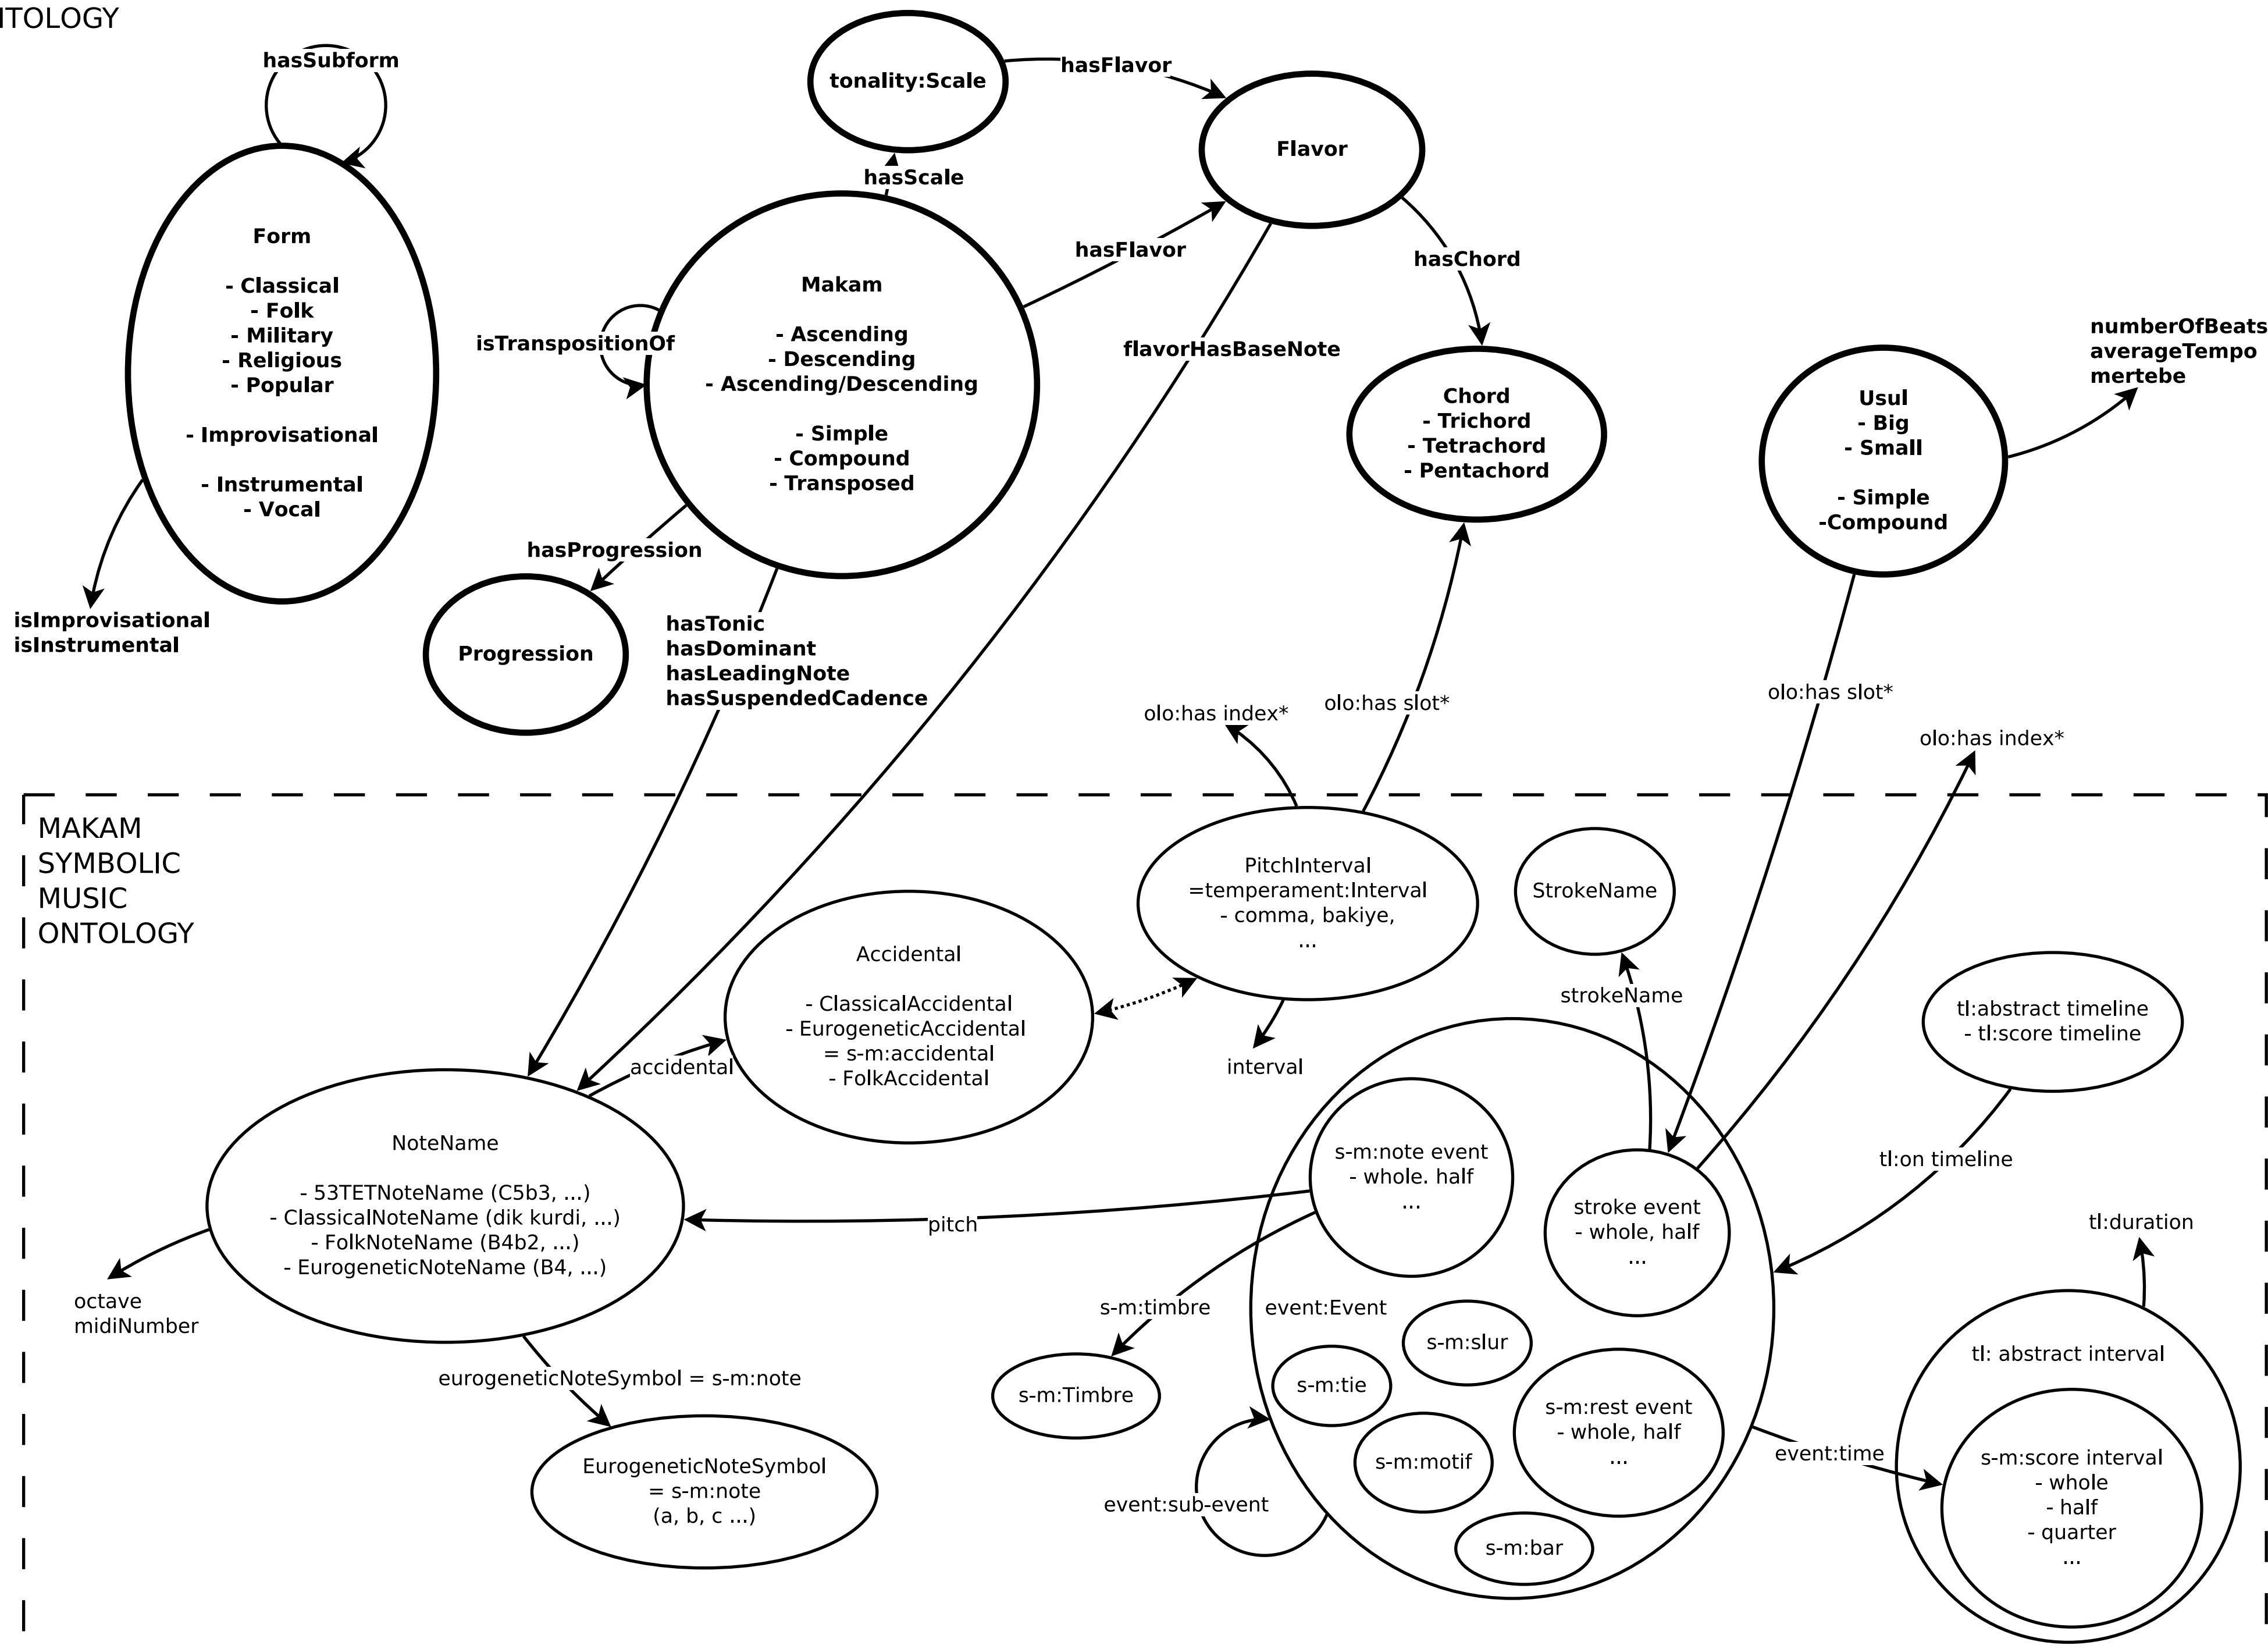 ITOLOGY
hasSubform
tonality:Scale
hasFlavor
Flavor
hasScale
Form
- Classical
- Folk
- Military
- Religious
- Popular
- Improvisational
- Instrumental
- Vocal
isImprovisational
isInstrumental
Makam
- Ascending
- Descending
- Ascending/Descending
- Simple
- Compound
- Transposed
isTranspositionOf
hasFlavor
hasChord
flavorHasBaseNote
Chord
- Trichord
- Tetrachord
- Pentachord
Usul
- Big
- Small
- Simple
-Compound
numberOfBeats
averageTempo
mertebe
hasProgression
Progression
hasTonic
hasDominant
hasLeadingNote
hasSuspendedCadence
olo:has index*
olo:has slot*
olo:has slot*
olo:has index*
MAKAM
SYMBOLIC
MUSIC
ONTOLOGY
PitchInterval
=temperament:Interval
- comma, bakiye,
...
StrokeName
strokeName
Accidental
- ClassicalAccidental
- EurogeneticAccidental
= s-m:accidental
- FolkAccidental
accidental
interval
tl:abstract timeline
- tl:score timeline
tl:on timeline
NoteName
- 53TETNoteName (C5b3, ...)
- ClassicalNoteName (dik kurdi, ...)
- FolkNoteName (B4b2, ...)
- EurogeneticNoteName (B4, ...)
octave
midiNumber
pitch
s-m:note event
- whole. half
...
stroke event
- whole, half
...
tl:duration
s-m:timbre
event:Event
s-m:slur
s-m:tie
s-m:Timbre
s-m:rest event
- whole, half
...
s-m:motif
s-m:bar
event:sub-event
event:time
tl: abstract interval
s-m:score interval
- whole
- half
- quarter
...
eurogeneticNoteSymbol = s-m:note
EurogeneticNoteSymbol
= s-m:note
(a, b, c ...)